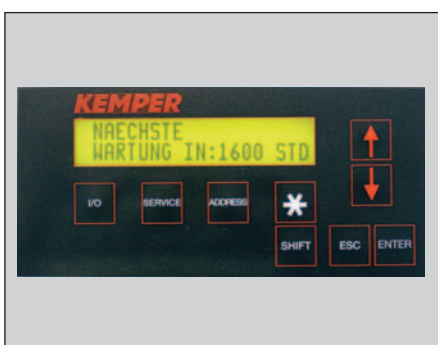 KEMPER
NAECHSTE
WARTUNG IN:1600 STD
I/O SERVICE ADDRESS
SHIFT ESC ENTER